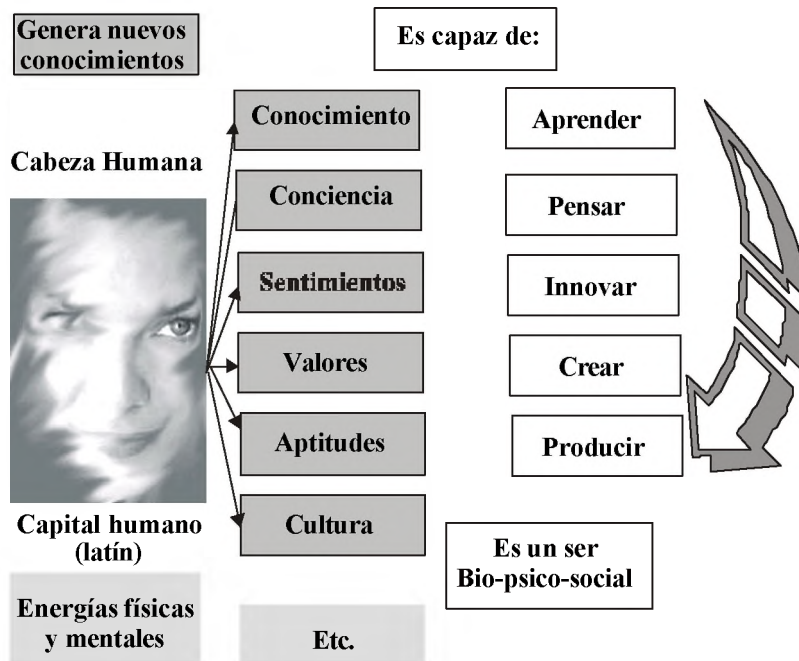 Genera nuevos
conocimientos
Es capaz de:
Cabeza Humana
Conocimiento
Conciencia
Sentimientos
Valores
Aptitudes
Cultura
Etc.
Aprender
Pensar
Innovar
Crear
Producir
Capital humano
(latín)
Energías físicas
y mentales
Es un ser
Bio-psico-social